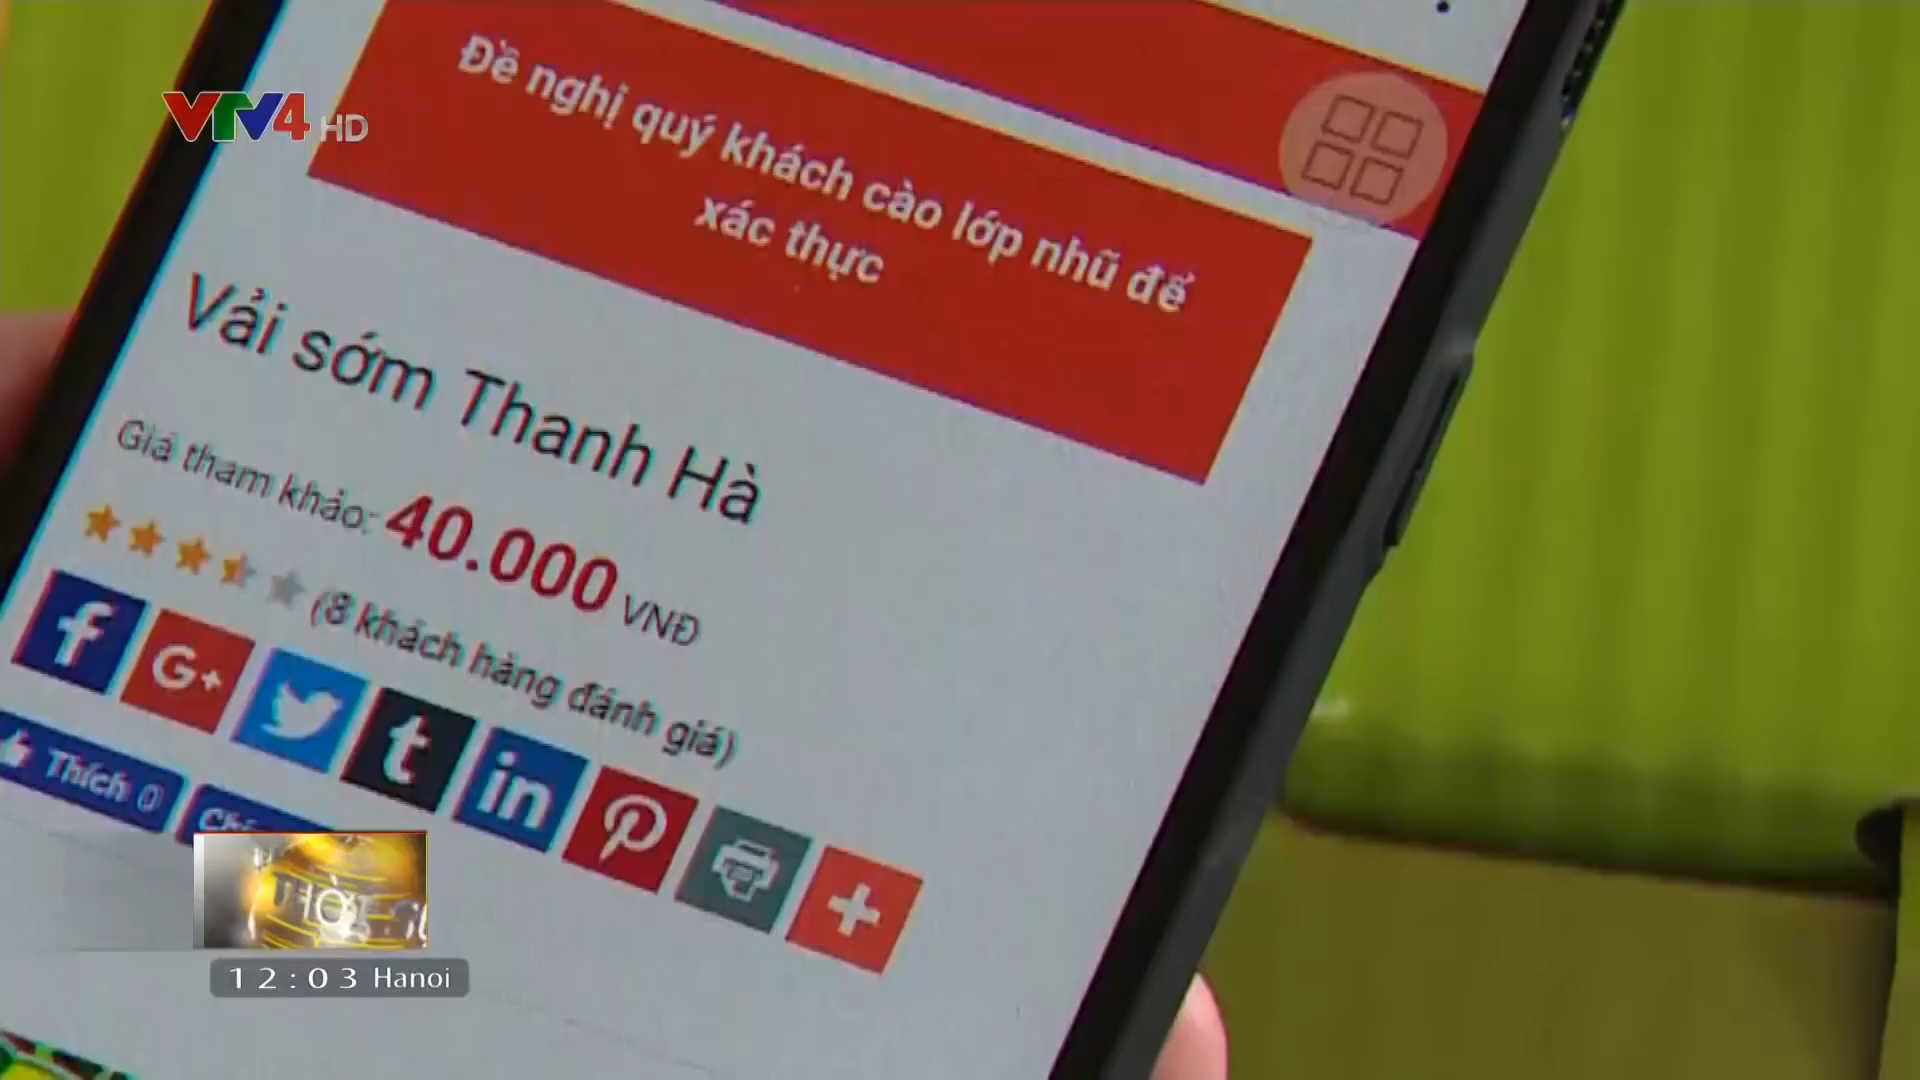 VTV4 HD
Đề nghị quý khách cào lớp nhũ để
xác thực
Vải sớm Thanh Hà
Giá tham khảo: 40.000 VNĐ
(8 khách hàng đánh giá)
f G+ t in
Thích 0
12:03 Hanoi